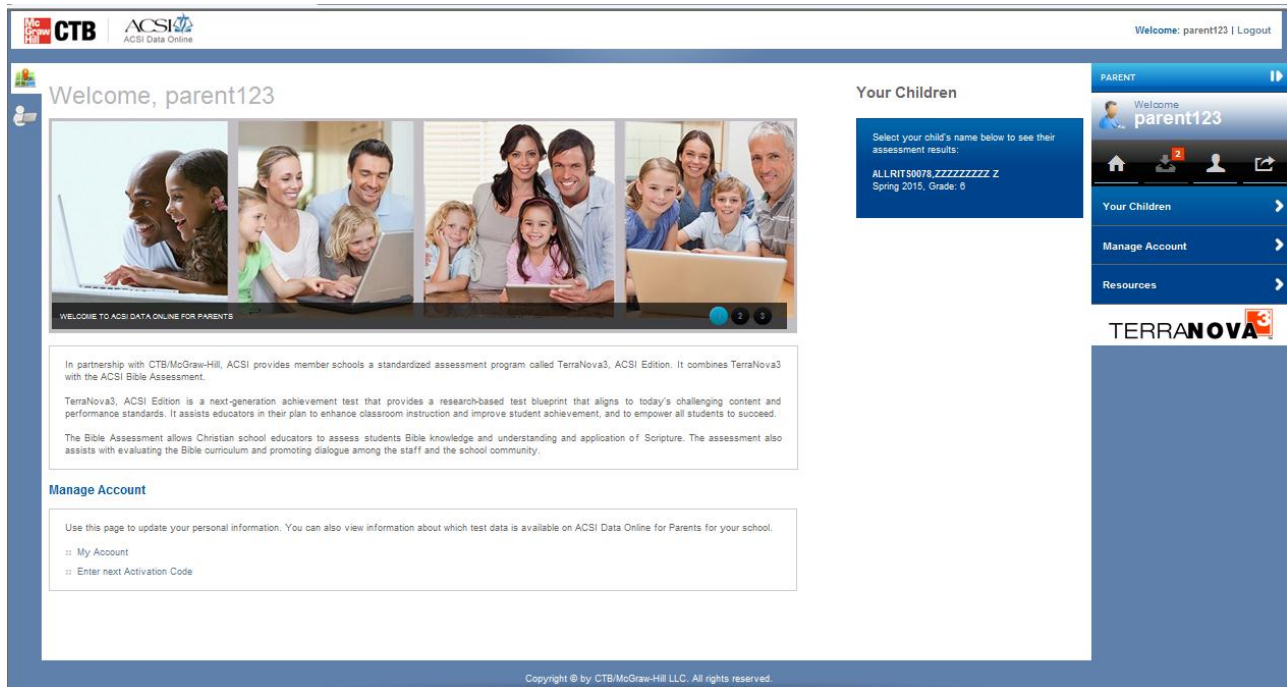 Mc
Graw
Hill
CTB
ACSI
ACSI Data Online
Welcome: parent123 | Logout
Welcome, parent123
WELCOME TO ACSI DATA ONLINE FOR PARENTS
1 2 3
In partnership with CTB/McGraw-Hill, ACSI provides member schools a standardized assessment program called TerraNova3, ACSI Edition. It combines TerraNova3
with the ACSI Bible Assessment.
TerraNova3, ACSI Edition is a next-generation achievement test that provides a research-based test blueprint that aligns to today's challenging content and
performance standards. It assists educators in their plan to enhance classroom instruction and improve student achievement, and to empower all students to succeed.
The Bible Assessment allows Christian school educators to assess students Bible knowledge and understanding and application of Scripture. The assessment also
assists with evaluating the Bible curriculum and promoting dialogue among the staff and the school community.
Manage Account
Use this page to update your personal information. You can also view information about which test data is available on ACSI Data Online for Parents for your school.
:: My Account
:: Enter next Activation Code
Your Children
Select your child's name below to see their
assessment results:
ALLRITS0078,ZZZZZZZZZ Z
Spring 2015, Grade: 6
PARENT
Welcome
parent123
2
Your Children
Manage Account
Resources
TERRANOVA3
Copyright © by CTB/McGraw-Hill LLC. All rights reserved.